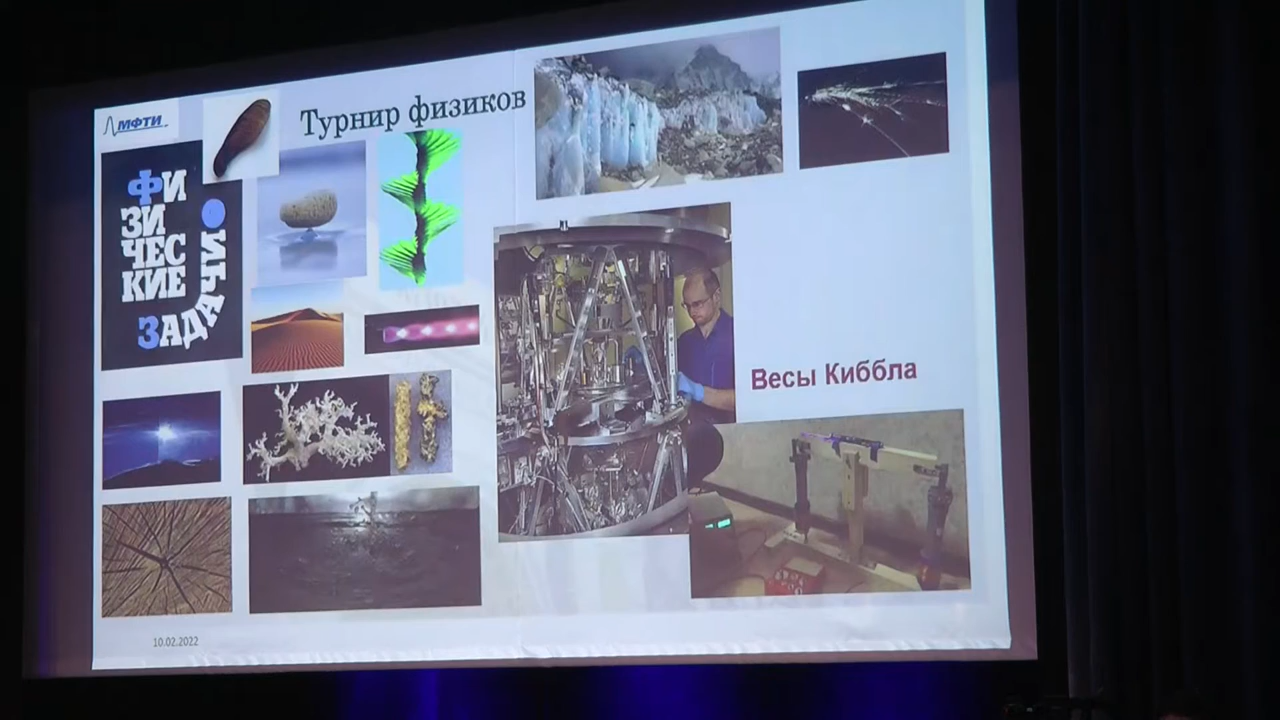 МФТИ
Турнир физиков
ФИ
ЗИ
ЧЕС
КИЕ
ЗАДАЧИ
Весы Киббла
10.02.2022